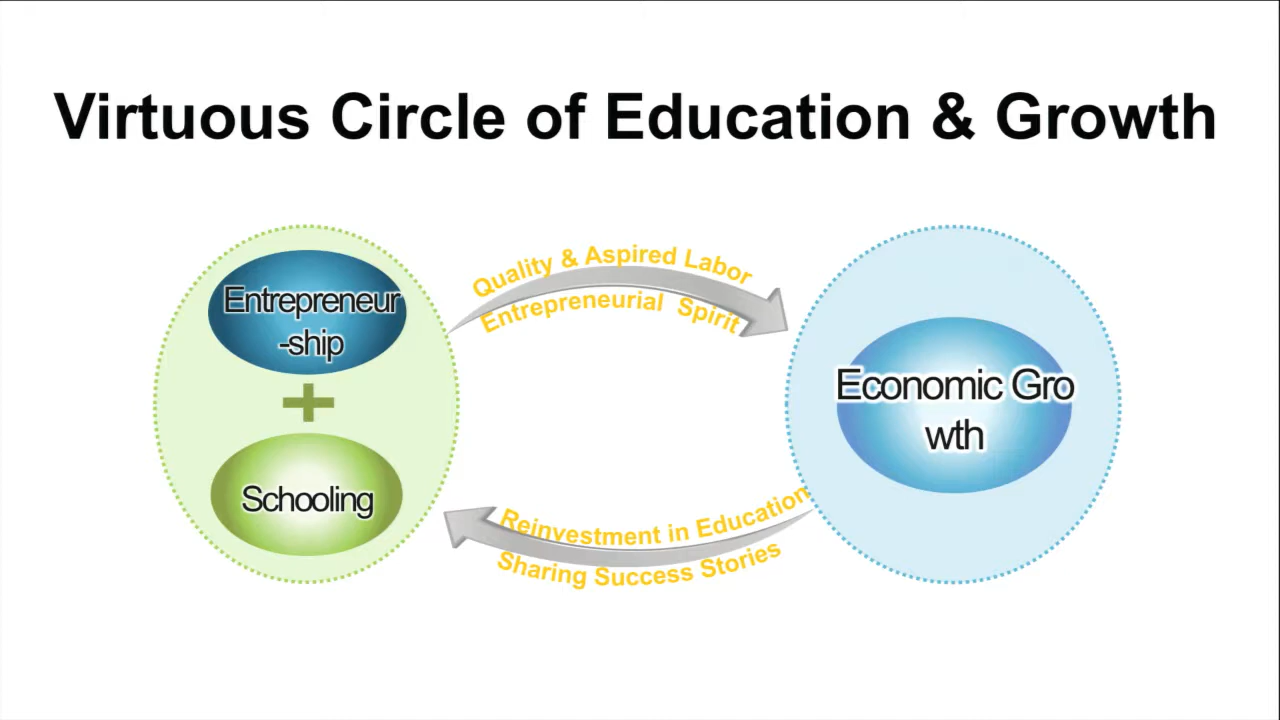 Virtuous Circle of Education & Growth
Quality & Aspired Labor
Entrepreneurial Spirit
Entrepreneur
-ship
+
Schooling
Economic Gro
wth
Reinvestment in Education
Sharing Success Stories